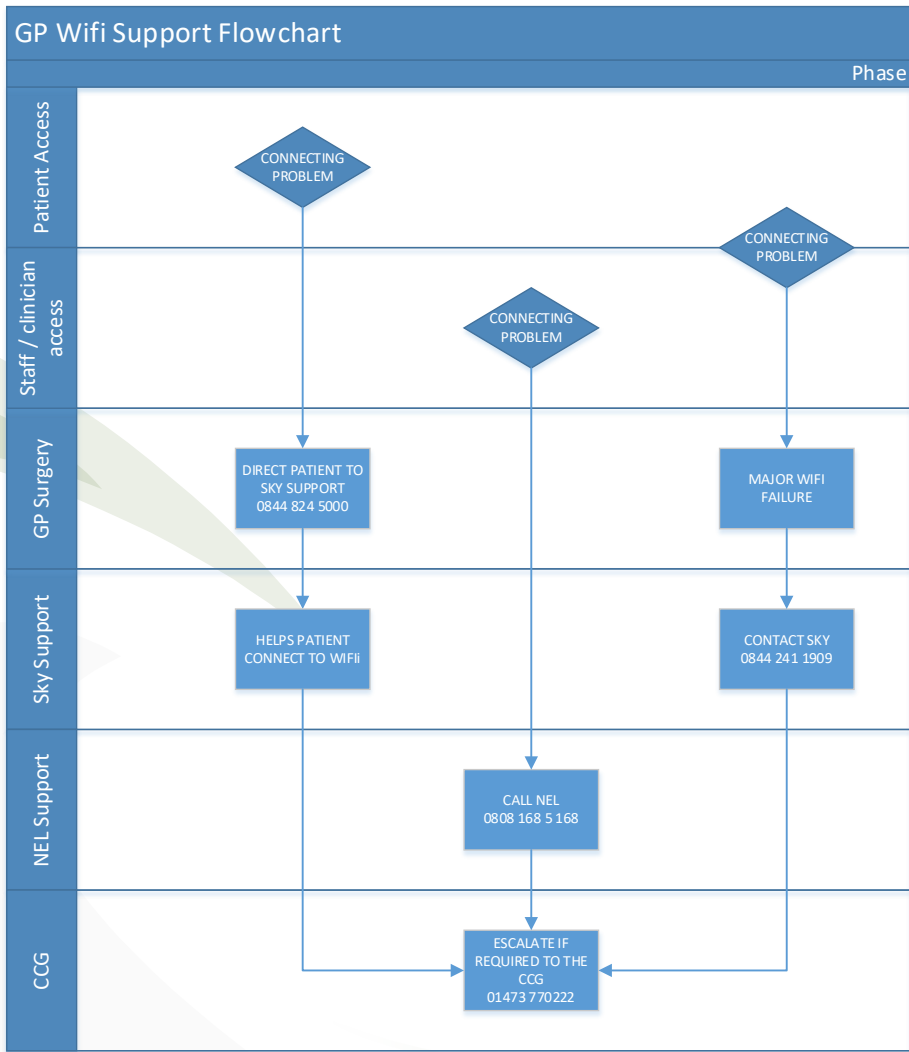 GP Wifi Support Flowchart
Phase
Patient Access
CONNECTING
PROBLEM
CONNECTING
PROBLEM
Staff / clinician
access
CONNECTING
PROBLEM
GP Surgery
DIRECT PATIENT TO
SKY SUPPORT
0844 824 5000
MAJOR WIFI
FAILURE
Sky Support
HELPS PATIENT
CONNECT TO WIFIi
CONTACT SKY
0844 241 1909
NEL Support
CALL NEL
0808 168 5168
CCG
ESCALATE IF
REQUIRED TO THE
CCG
01473 770222